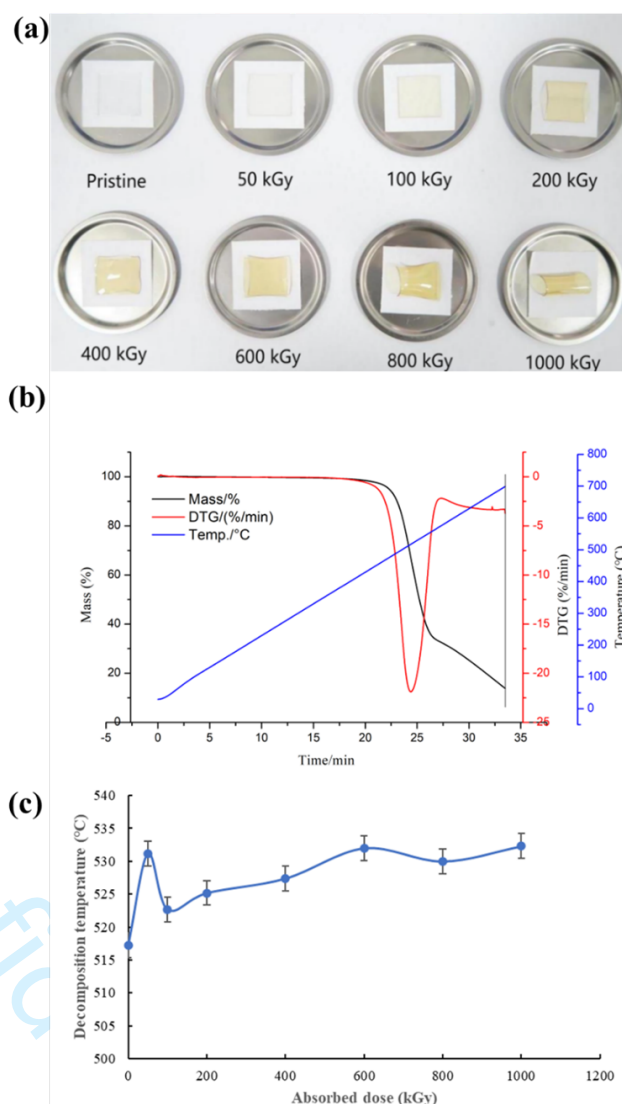 (a)
Pristine
50 kGy
100 kGy
200 kGy
400 kGy
600 kGy
800 kGy
1000 kGy
(b)
Mass (%)
100
80
60
40
20
0
Mass/%
DTG/(%/min)
Temp./°C
DTG (%/min)
0
-5
-10
-15
-20
-25
Temperature (°C)
800
700
600
500
400
300
200
100
0
-5 0 5 10 15 20 25 30 35
Time/min
(c)
Decomposition temperature (°C)
540
535
530
525
520
515
510
505
500
0 200 400 600 800 1000 1200
Absorbed dose (kGy)